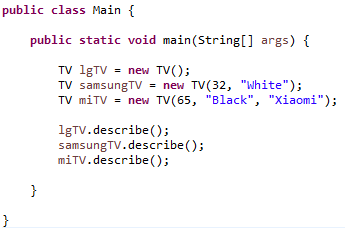 public class Main {
public static void main(String[] args) {
TV lgTV = new TV();
TV samsungTV = new TV(32, "White");
TV miTV = new TV(65, "Black", "Xiaomi");
lgTV.describe();
samsungTV.describe();
miTV.describe();
}
}